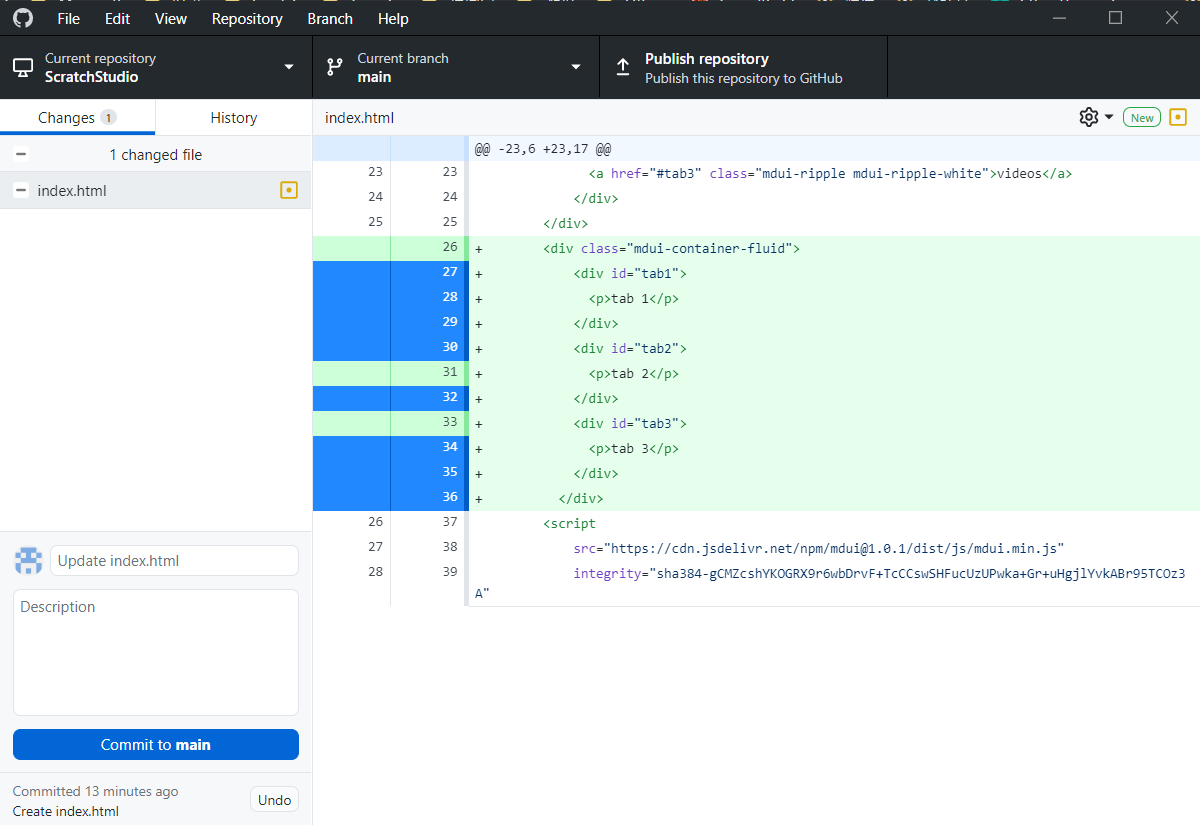 File Edit View Repository Branch Help
Current repository
ScratchStudio
Current branch
main
Publish repository
Publish this repository to GitHub
Changes 1
History
index.html
New
1 changed file
index.html
@@ -23,6 +23,17 @@
23 23 <a href="#tab3" class="mdui-ripple mdui-ripple-white">videos</a>
24 24 </div>
25 25 </div>
26 + <div class="mdui-container-fluid">
27 + <div id="tab1">
28 + <p>tab 1</p>
29 + </div>
30 + <div id="tab2">
31 + <p>tab 2</p>
32 + </div>
33 + <div id="tab3">
34 + <p>tab 3</p>
35 + </div>
36 + </div>
26 37 <script
27 38 src="https://cdn.jsdelivr.net/npm/mdui@1.0.1/dist/js/mdui.min.js"
28 39 integrity="sha384-gCMZcshYKOGRX9r6wbDrvF+TcCCswSHFucUzUPwka+Gr+uHgjlYvkABr95TCOz3
A"
Update index.html
Description
Commit to main
Committed 13 minutes ago
Create index.html
Undo